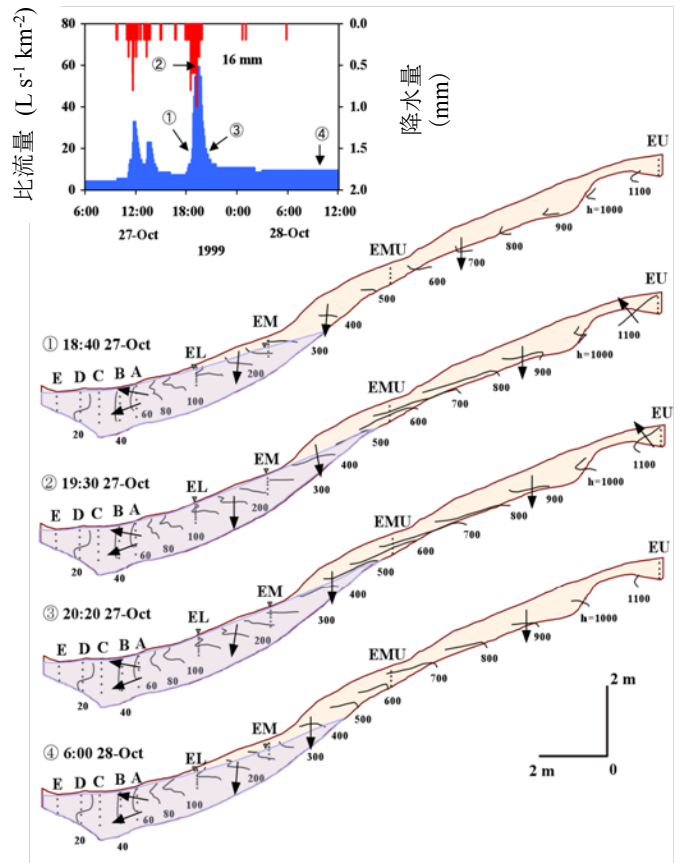 比流量 (L s⁻¹ km⁻²)
80
60
40
20
0
0.0
0.5
1.0
1.5
2.0
降水量
(mm)
16 mm
②
①
③
④
6:00
12:00
18:00
0:00
6:00
12:00
27-Oct
28-Oct
1999
EU
1100
h=1000
900
800
EMU
700
600
500
EM
400
300
① 18:40 27-Oct
EL
200
E D C B A
100
80
60
20
40
EU
1100
h=1000
900
800
EMU
700
600
500
EM
400
300
② 19:30 27-Oct
EL
200
E D C B A
100
80
60
20
40
EU
1100
h=1000
900
800
EMU
700
600
500
EM
400
300
③ 20:20 27-Oct
EL
200
E D C B A
100
80
60
20
40
EU
1100
h=1000
900
800
EMU
700
600
500
EM
400
300
④ 6:00 28-Oct
EL
200
E D C B A
100
80
60
20
40
2 m
2 m
0